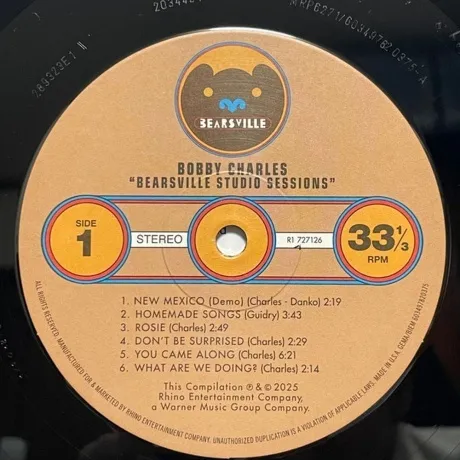 BEARSVILLE
BOBBY CHARLES
"BEARSVILLE STUDIO SESSIONS"
SIDE
1
STEREO
R1 727126
33 1/3
RPM
1. NEW MEXICO (Demo) (Charles - Danko) 2:19
2. HOMEMADE SONGS (Guidry) 3:43
3. ROSIE (Charles) 2:49
4. DON'T BE SURPRISED (Charles) 2:29
5. YOU CAME ALONG (Charles) 6:21
6. WHAT ARE WE DOING? (Charles) 2:14
This Compilation ℗ & © 2025
Rhino Entertainment Company,
a Warner Music Group Company.
ALL RIGHTS RESERVED. MANUFACTURED FOR & MARKETED BY RHINO ENTERTAINMENT COMPANY. UNAUTHORIZED DUPLICATION IS A VIOLATION OF APPLICABLE LAWS. MADE IN U.S.A.